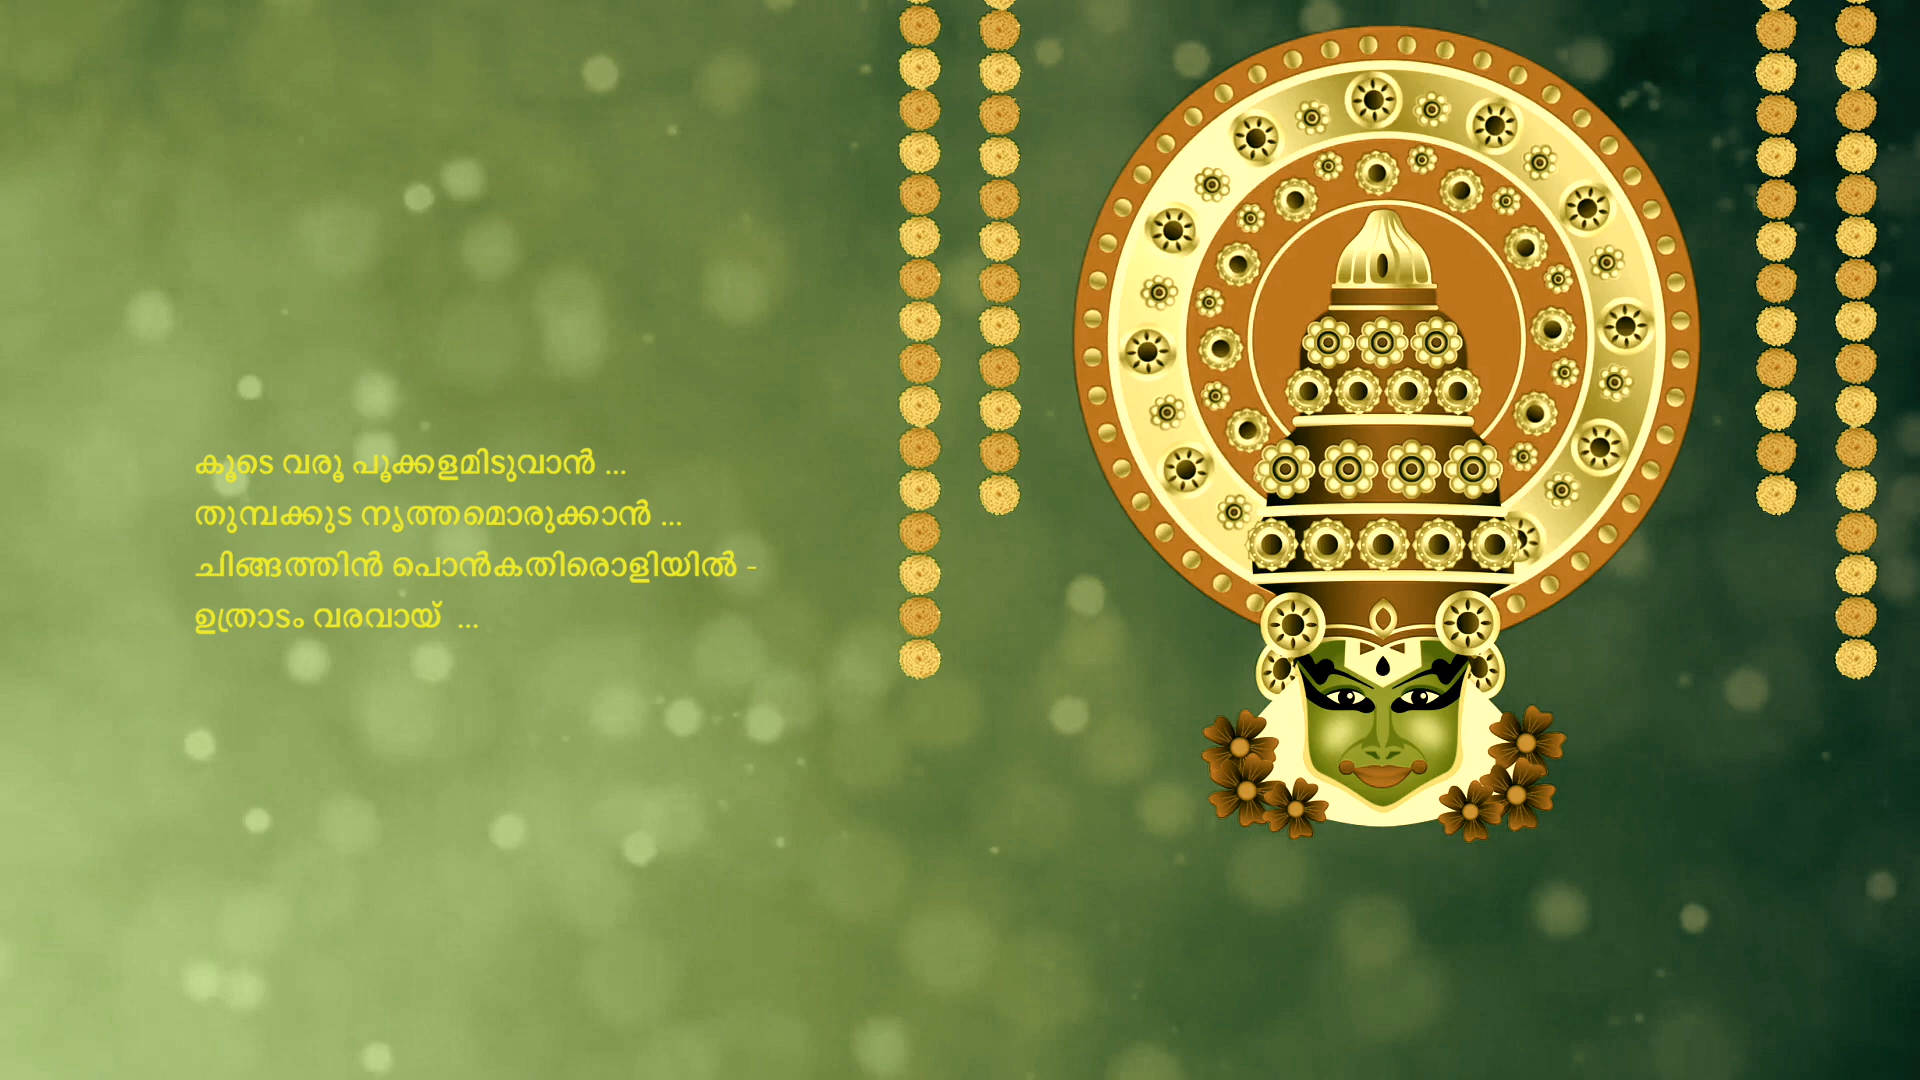 കൂടെ വരൂ പൂക്കളമിടുവാൻ ...
തുമ്പക്കുട നൃത്തമൊരുക്കാൻ ...
ചിങ്ങത്തിൻ പൊൻകതിരൊളിയിൽ -
ഉത്രാടം വരവായ് ...